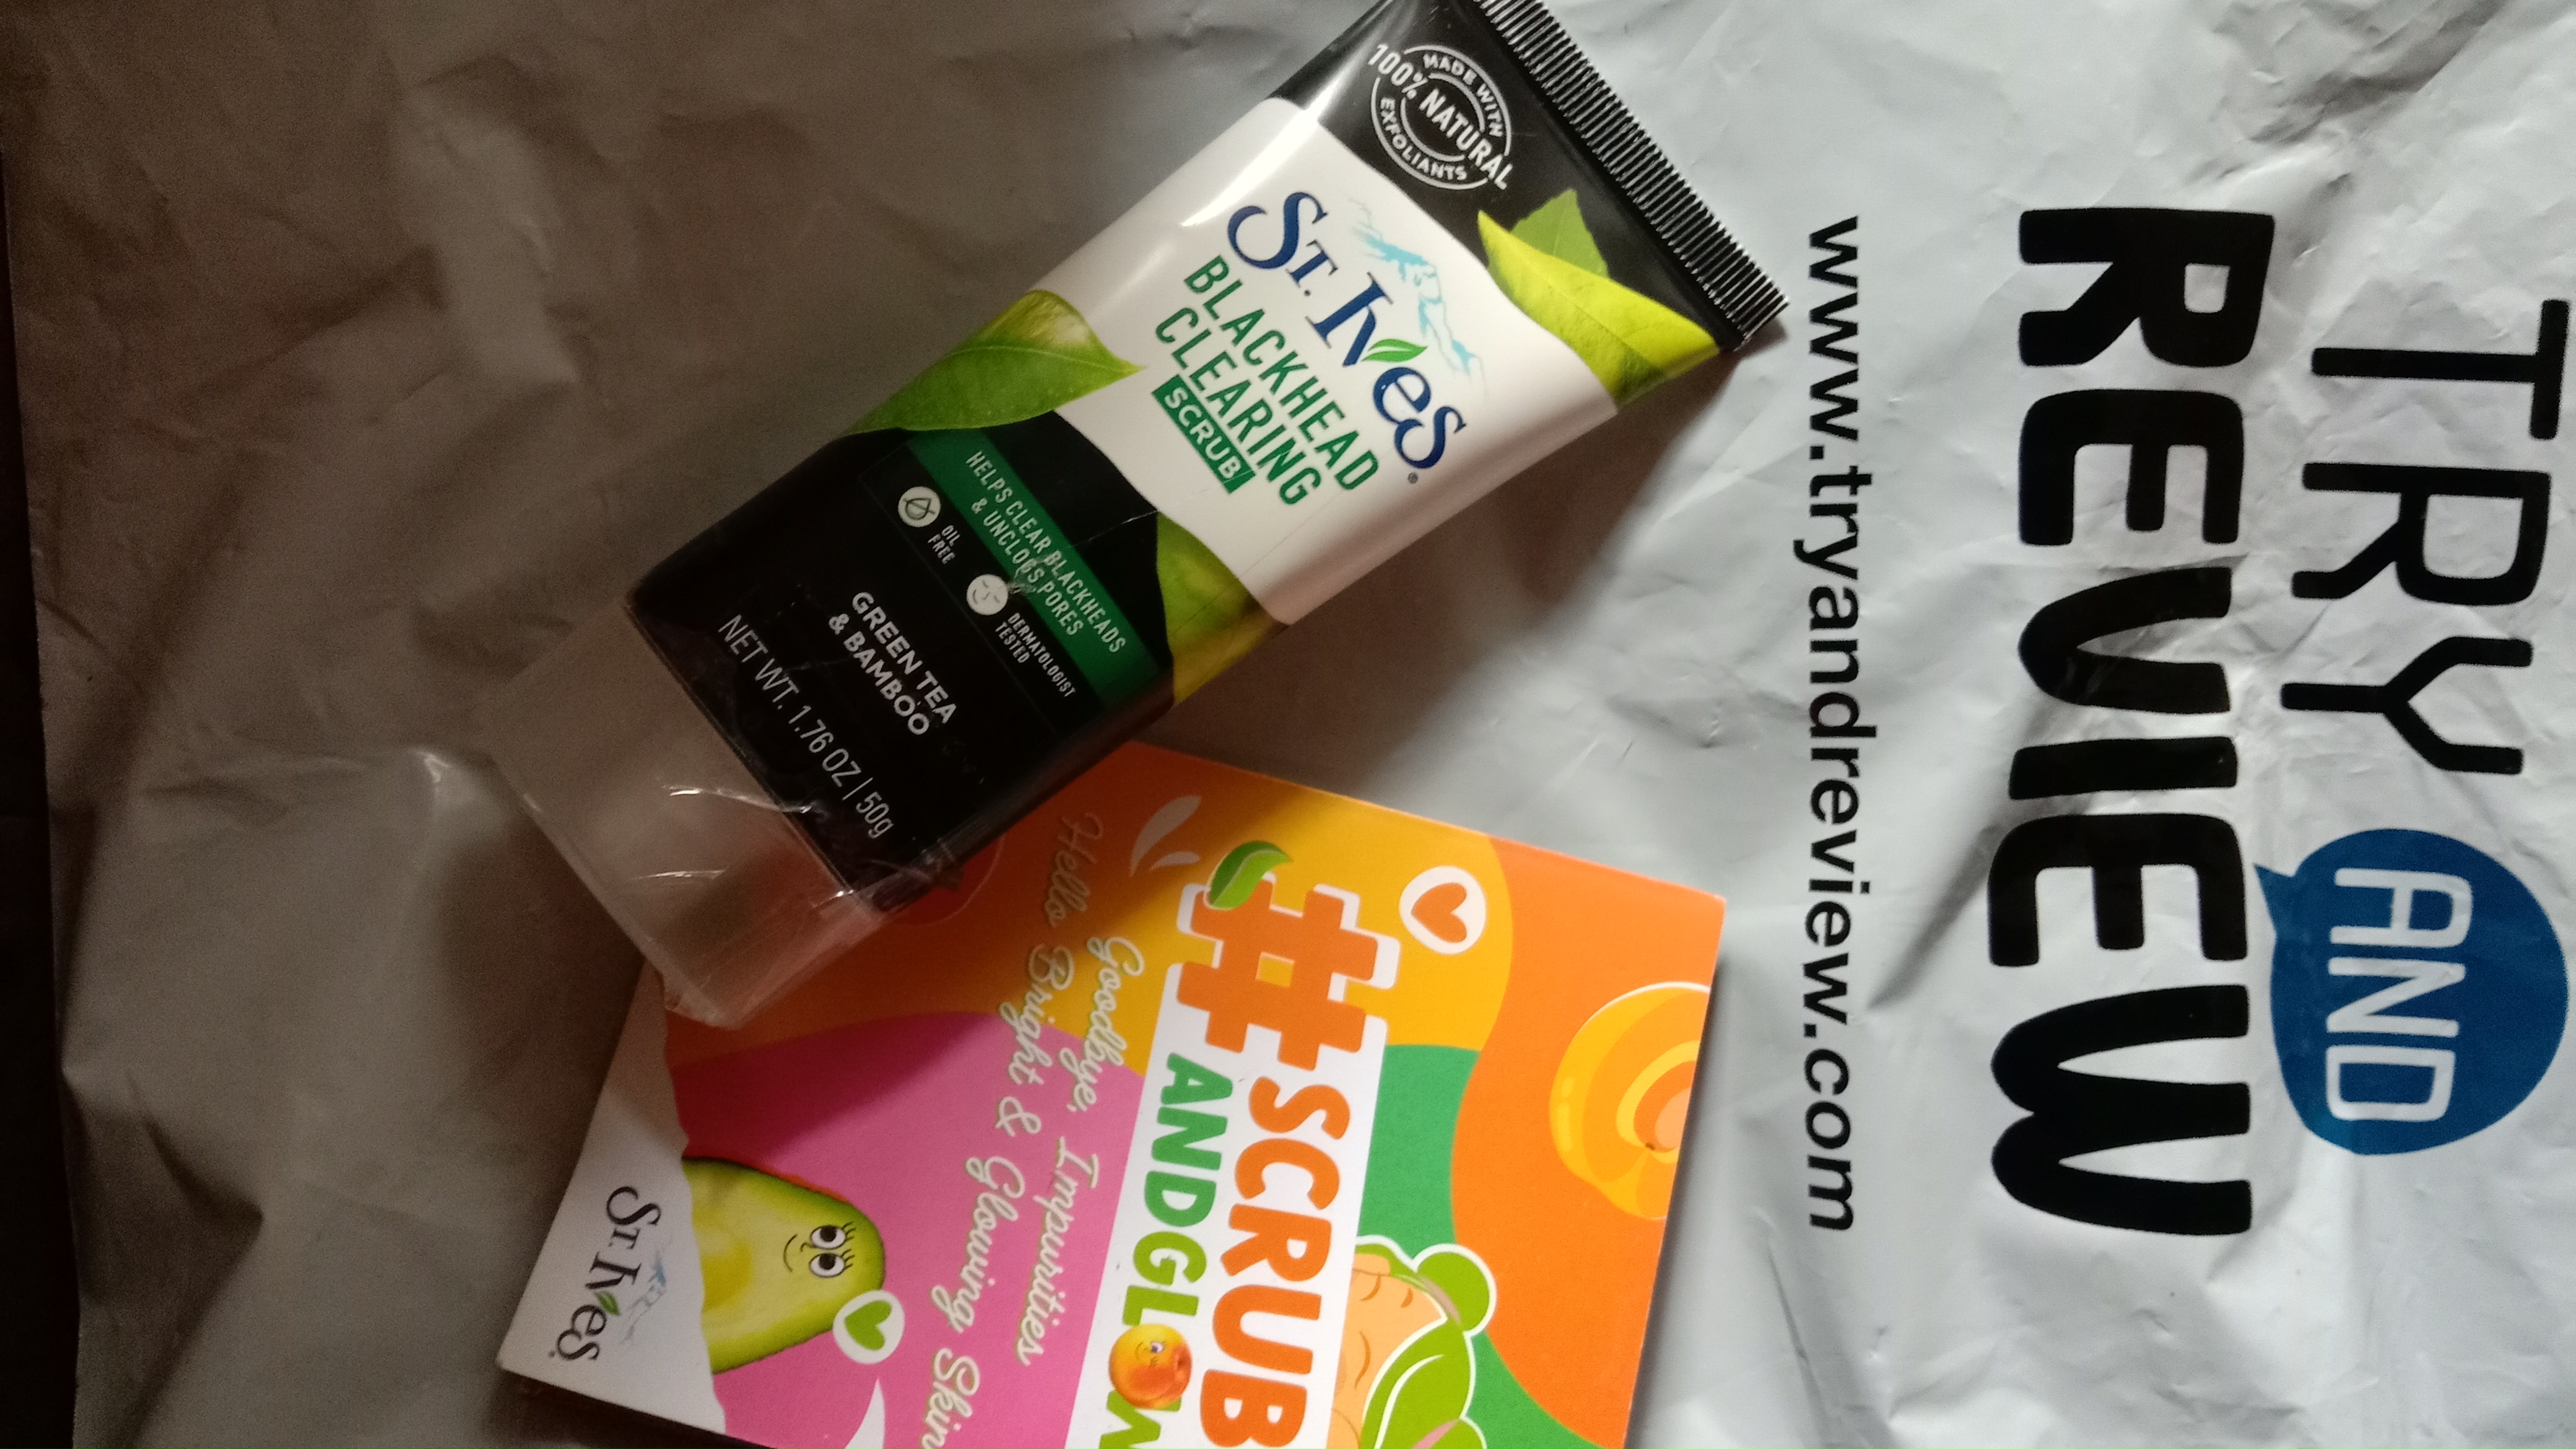 MADE WITH
100% NATURAL
EXFOLIANTS
ST. Ives®
BLACKHEAD
CLEARING
SCRUB
HELPS CLEAR BLACKHEADS
& UNCLOGS PORES
OIL
FREE
DERMATOLOGIST
TESTED
GREEN TEA
& BAMBOO
NET WT. 1.76 OZ | 50g
TRY AND
REVIEW
www.tryandreview.com
#SCRUB
ANDGLOW
Goodbye, Impurities
Hello Bright & Glowing Skin
ST. Ives®